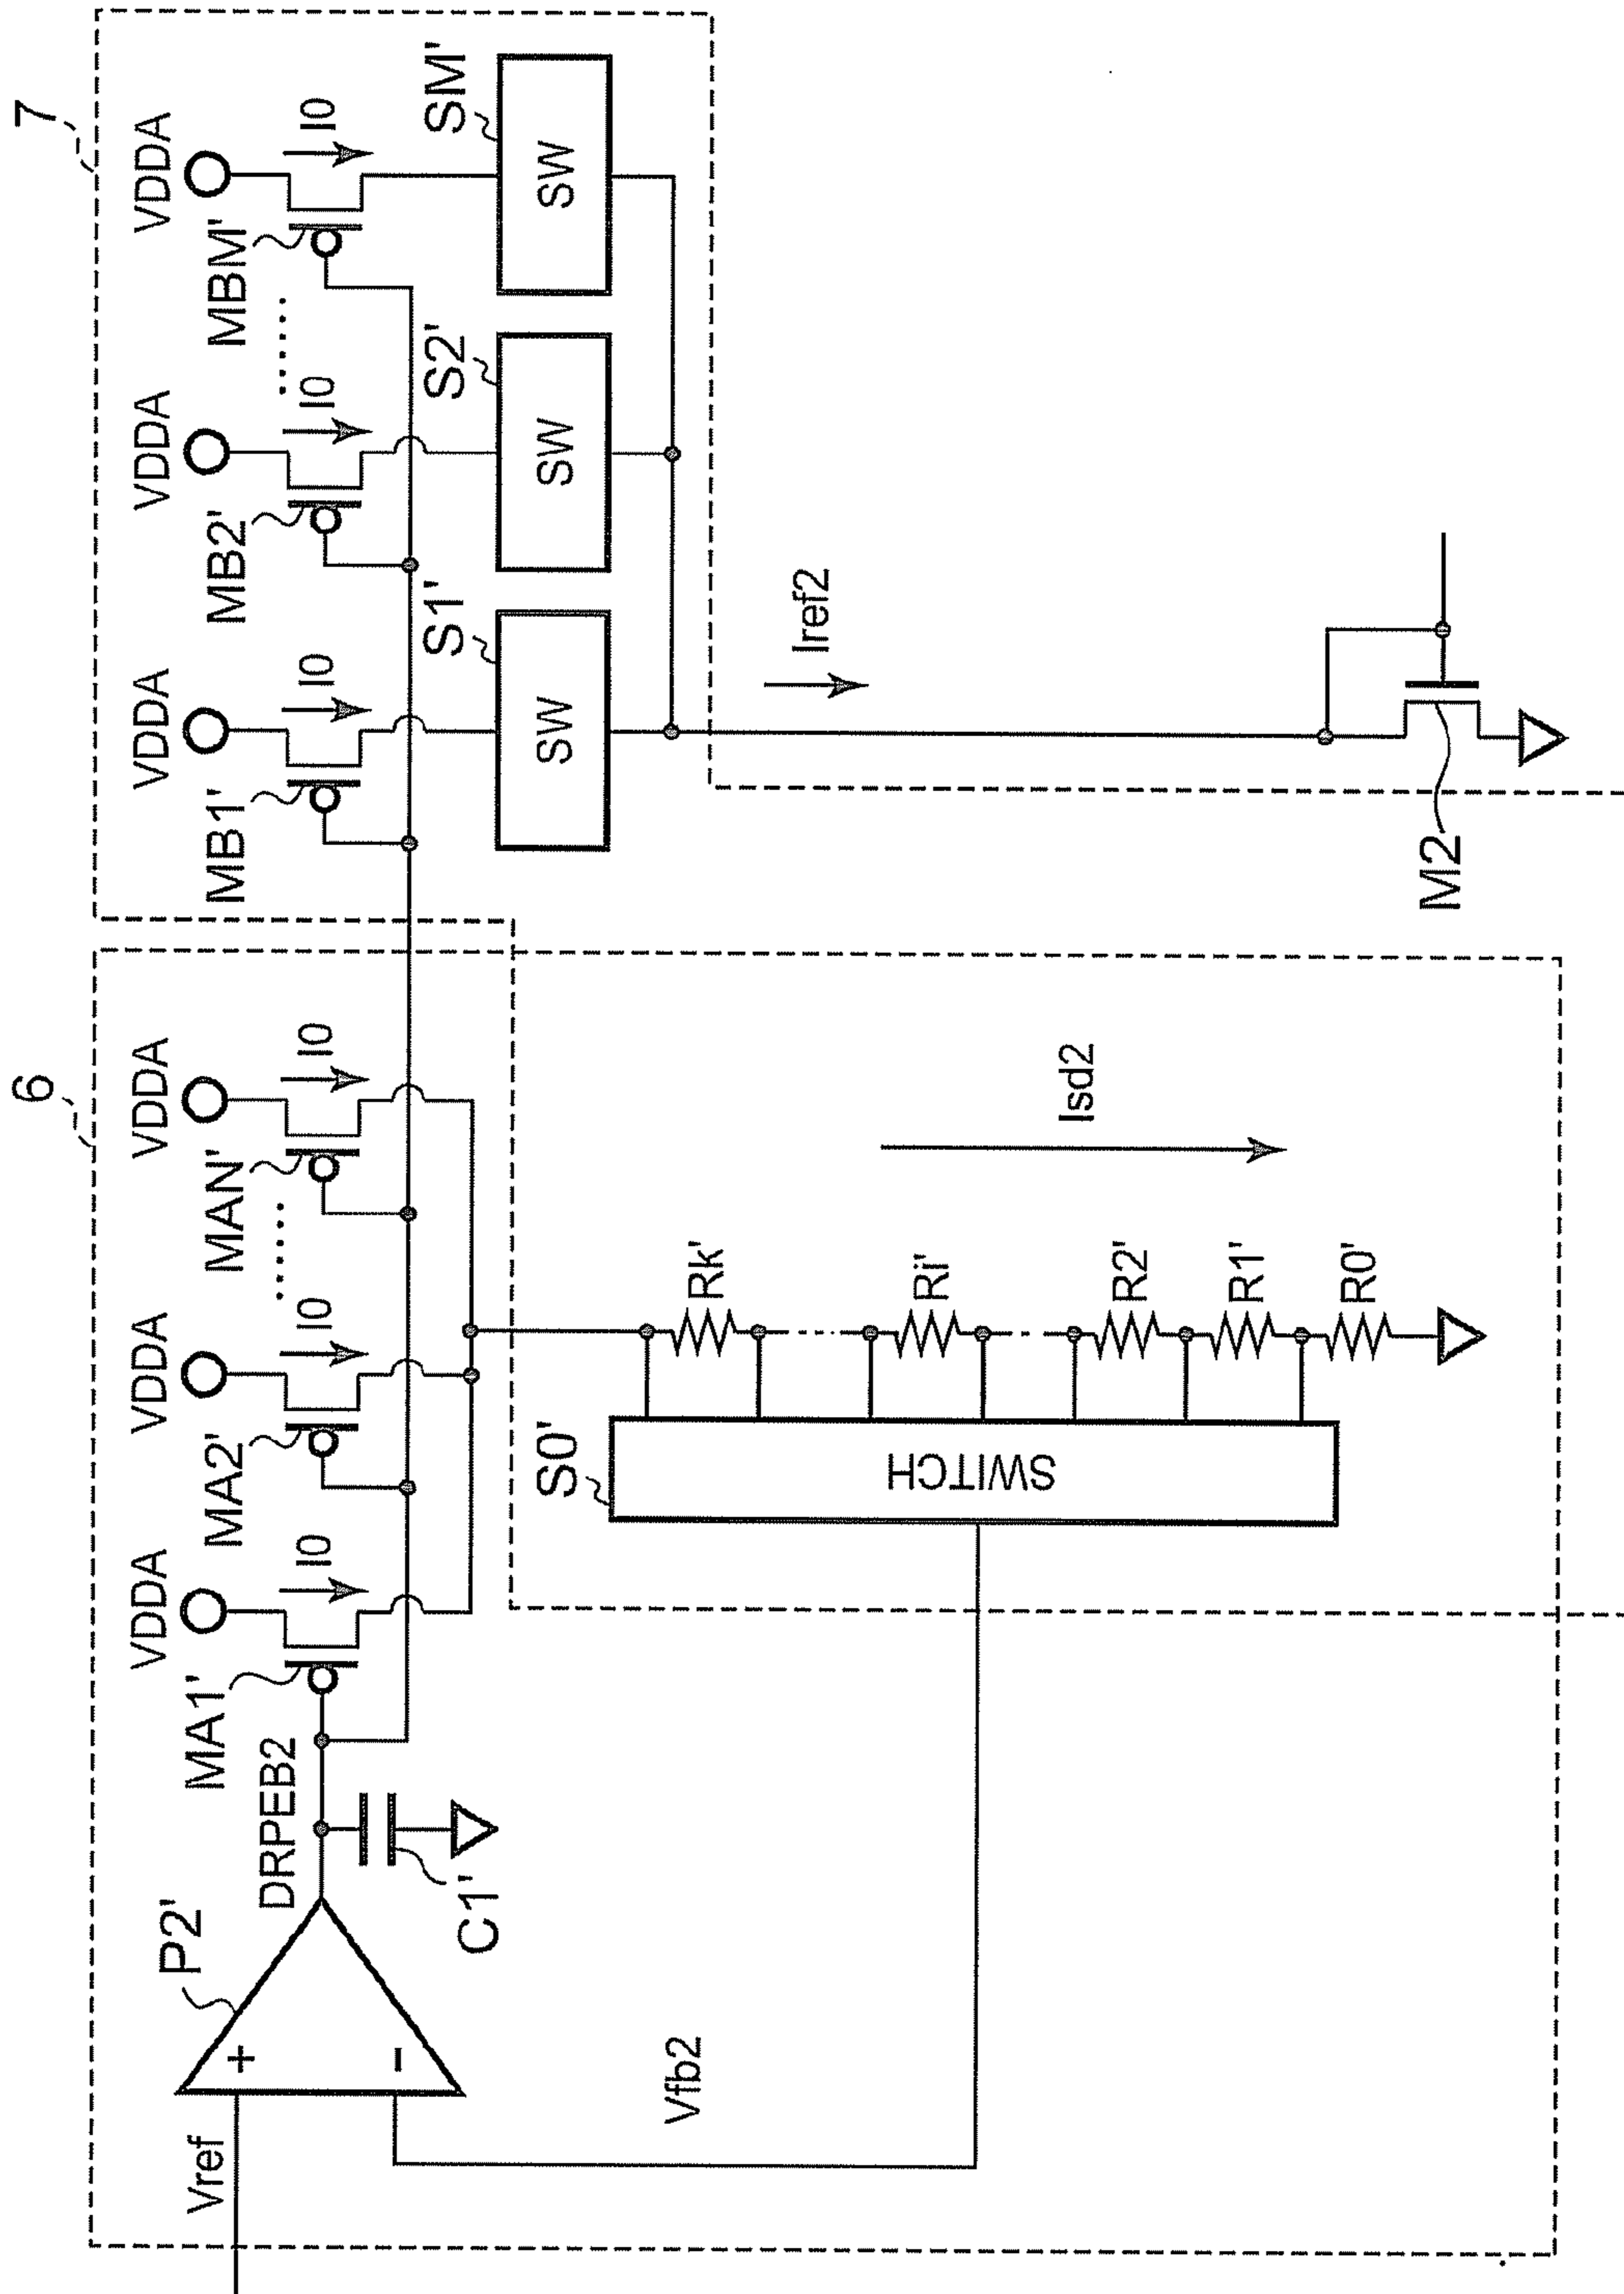 7
VDDA
VDDA
VDDA
I0
I0
I0
MB1'
MB2'
......
MBM'
S1'
S2'
SM'
SW
SW
SW
Iref2
M2
6
VDDA
VDDA
VDDA
I0
I0
I0
MA1'
MA2'
......
MAN'
P2'
DRPEB2
Vref
+
−
C1'
Vfb2
S0'
SWITCH
Rk'
Ri'
R2'
R1'
R0'
Isd2